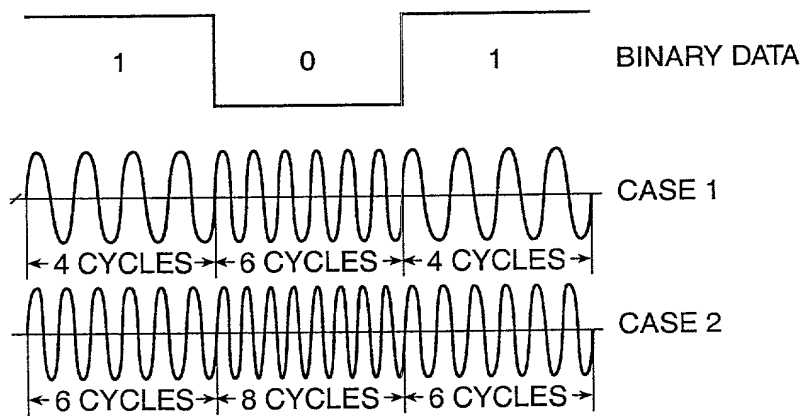 1 0 1 BINARY DATA
CASE 1
4 CYCLES 6 CYCLES 4 CYCLES
CASE 2
6 CYCLES 8 CYCLES 6 CYCLES